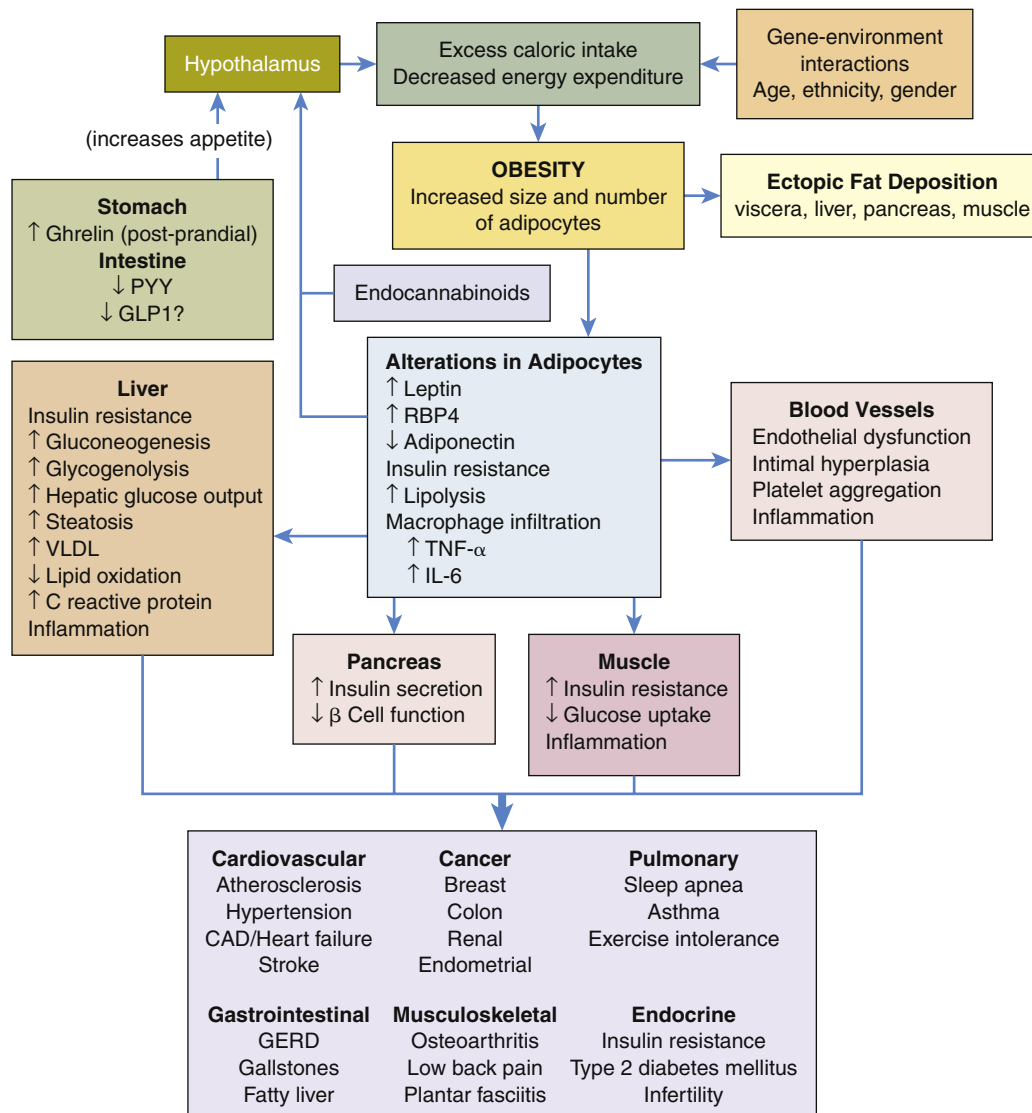 Hypothalamus
Excess caloric intake
Decreased energy expenditure
Gene-environment
interactions
Age, ethnicity, gender
(increases appetite)
OBESITY
Increased size and number
of adipocytes
Ectopic Fat Deposition
viscera, liver, pancreas, muscle
Stomach
↑ Ghrelin (post-prandial)
Intestine
↓ PYY
↓ GLP1?
Endocannabinoids
Liver
Insulin resistance
↑ Gluconeogenesis
↑ Glycogenolysis
↑ Hepatic glucose output
↑ Steatosis
↑ VLDL
↓ Lipid oxidation
↑ C reactive protein
Inflammation
Alterations in Adipocytes
↑ Leptin
↑ RBP4
↓ Adiponectin
Insulin resistance
↑ Lipolysis
Macrophage infiltration
↑ TNF-α
↑ IL-6
Blood Vessels
Endothelial dysfunction
Intimal hyperplasia
Platelet aggregation
Inflammation
Pancreas
↑ Insulin secretion
↓ β Cell function
Muscle
↑ Insulin resistance
↓ Glucose uptake
Inflammation
Cardiovascular
Atherosclerosis
Hypertension
CAD/Heart failure
Stroke
Cancer
Breast
Colon
Renal
Endometrial
Pulmonary
Sleep apnea
Asthma
Exercise intolerance
Gastrointestinal
GERD
Gallstones
Fatty liver
Musculoskeletal
Osteoarthritis
Low back pain
Plantar fasciitis
Endocrine
Insulin resistance
Type 2 diabetes mellitus
Infertility